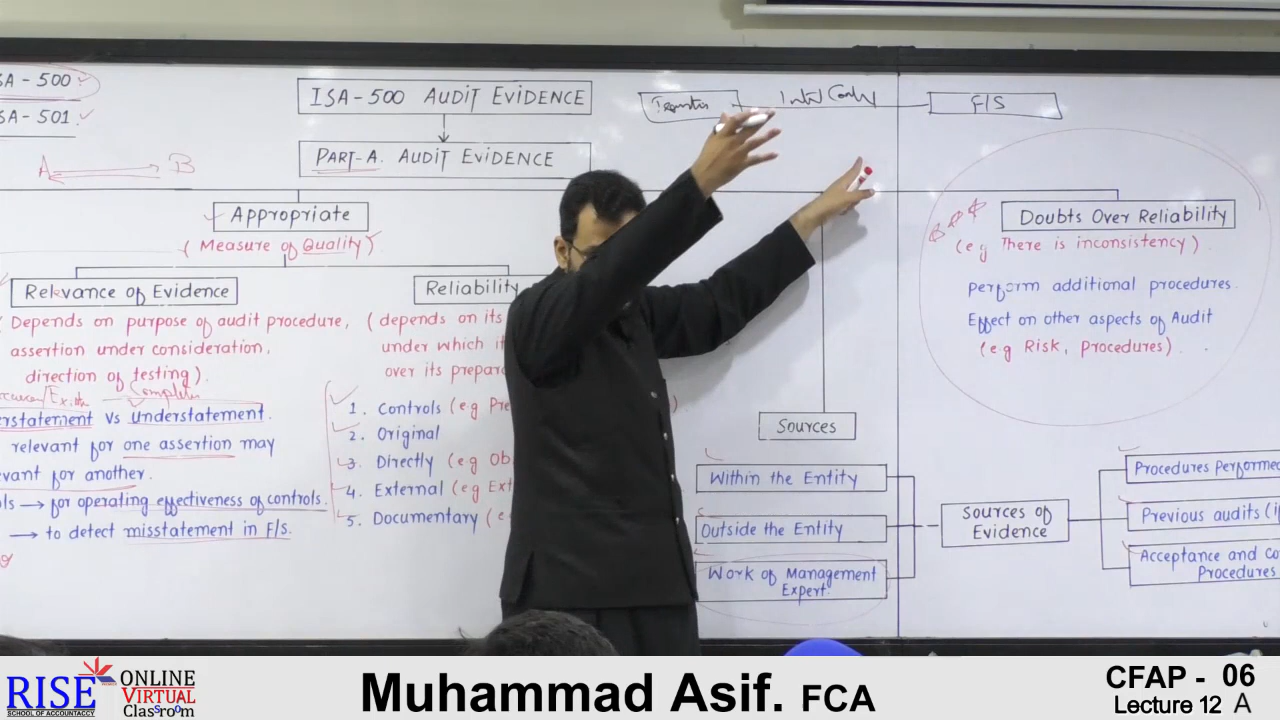 SA - 500
SA - 501
A B
ISA-500 AUDIT EVIDENCE
PART-A. AUDIT EVIDENCE
F/S
Appropriate
(Measure of Quality)
Relevance of Evidence
(Depends on purpose of audit procedure,
assertion under consideration,
direction of testing).
erstatement vs understatement.
relevant for one assertion may
evant for another.
ls → for operating effectiveness of controls.
→ to detect misstatement in F/S.
Reliability
(depends on its
under which i
over its prepar
1. Controls (eg Pre
2. Original
3. Directly (eg Ob
4. External (eg Ext
5. Documentary (e
Sources
Within the Entity
Outside the Entity
Work of Management
Expert.
Sources of
Evidence
Doubts Over Reliability
(eg There is inconsistency).
perform additional procedures.
Effect on other aspects of Audit
(eg Risk, Procedures).
Procedures Performed
Previous audits (i
Acceptance and co
Procedures
RISE
SCHOOL OF ACCOUNTANCY
ONLINE
VIRTUAL
Classroom
Muhammad Asif. FCA
CFAP - 06
Lecture 12 A